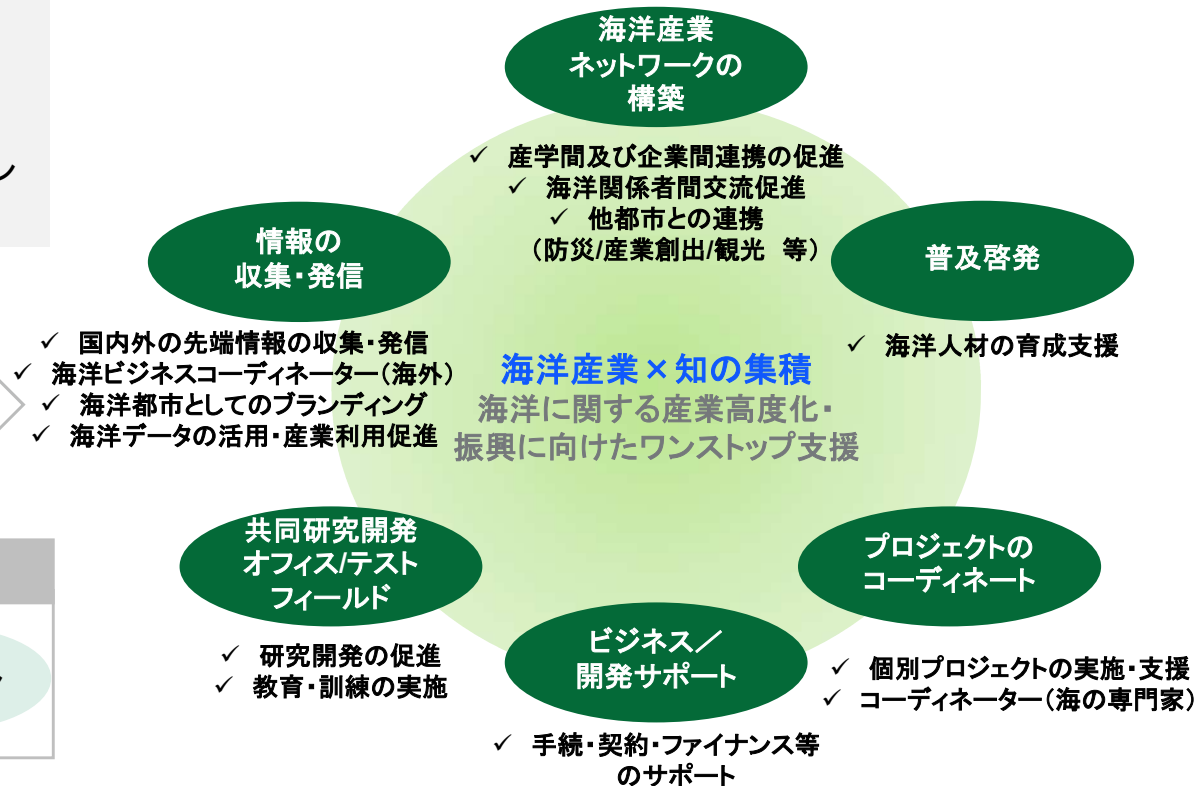 海洋産業
ネットワークの
構築
✓ 産学間及び企業間連携の促進
✓ 海洋関係者間交流促進
✓ 他都市との連携
（防災/産業創出/観光 等）
情報の
収集・発信
✓ 国内外の先端情報の収集・発信
✓ 海洋ビジネスコーディネーター（海外）
✓ 海洋都市としてのブランディング
✓ 海洋データの活用・産業利用促進
普及啓発
✓ 海洋人材の育成支援
海洋産業×知の集積
海洋に関する産業高度化・
振興に向けたワンストップ支援
共同研究開発
オフィス/テスト
フィールド
✓ 研究開発の促進
✓ 教育・訓練の実施
ビジネス／
開発サポート
✓ 手続・契約・ファイナンス等
のサポート
プロジェクトの
コーディネート
✓ 個別プロジェクトの実施・支援
✓ コーディネーター（海の専門家）